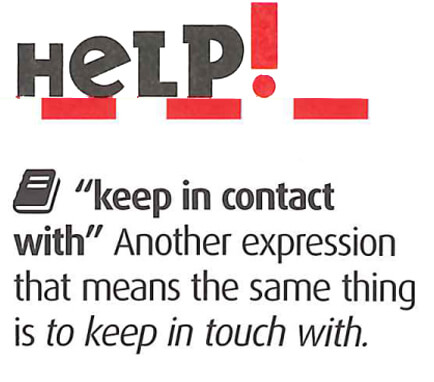 HeLP!
“keep in contact
with” Another expression
that means the same thing
is to keep in touch with.